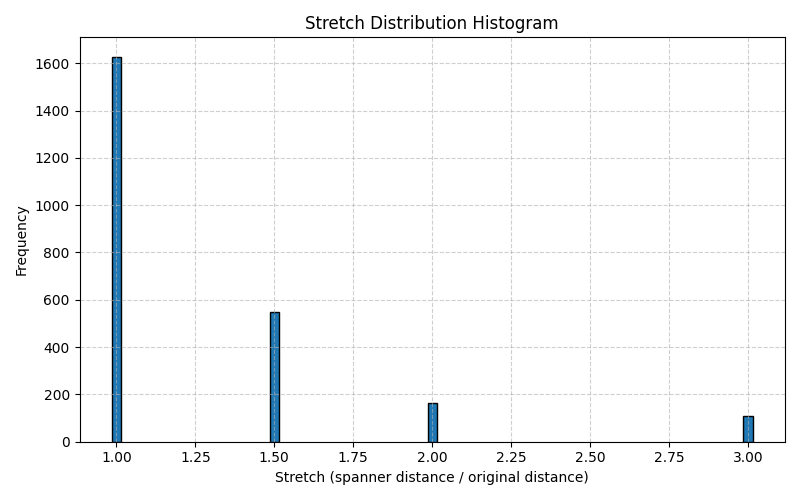 Stretch Distribution Histogram
1600
1400
1200
1000
800
600
400
200
0
Frequency
1.00 1.25 1.50 1.75 2.00 2.25 2.50 2.75 3.00
Stretch (spanner distance / original distance)